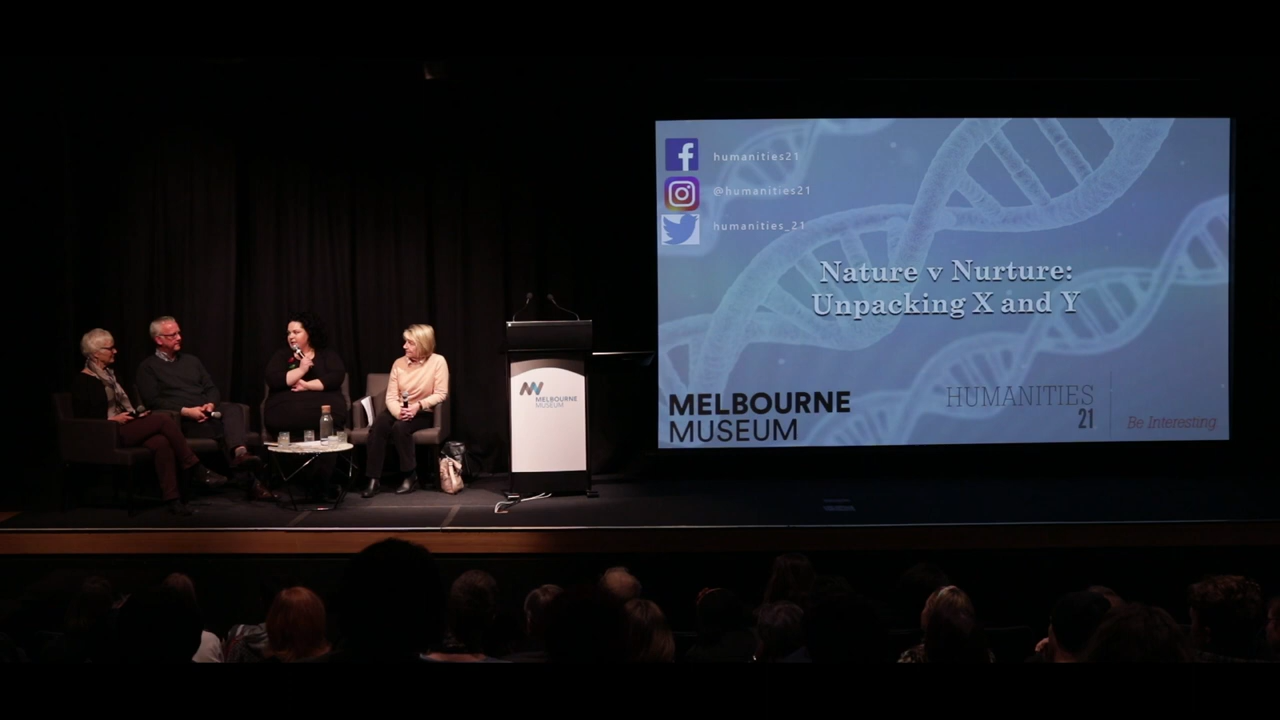 humanities21
@humanities21
humanities_21
Nature v Nurture:
Unpacking X and Y
MELBOURNE
MUSEUM
HUMANITIES
21
Be Interesting
MELBOURNE
MUSEUM